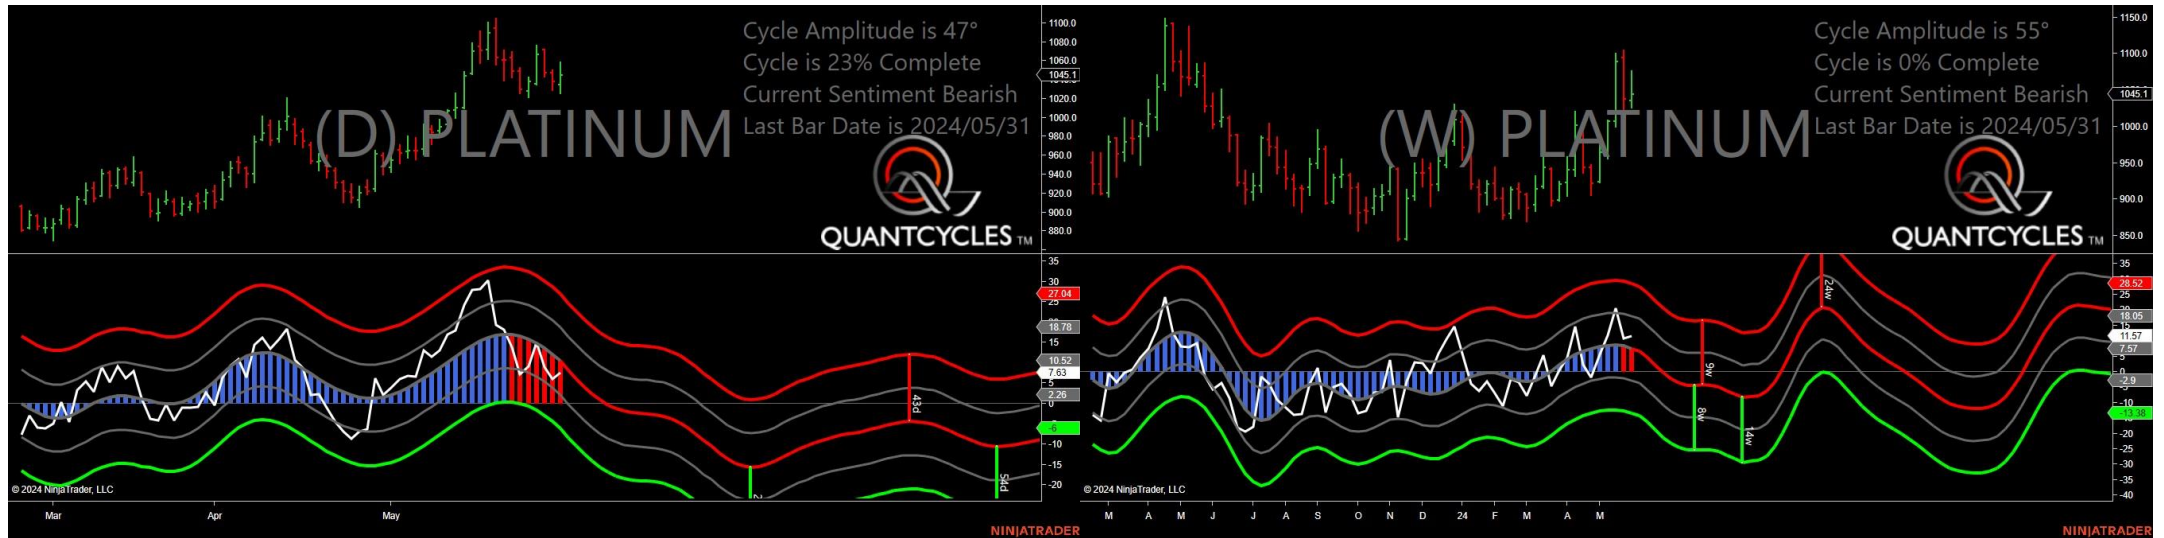 Cycle Amplitude is 47°
Cycle is 23% Complete
Current Sentiment Bearish
Last Bar Date is 2024/05/31
(D) PLATINUM
QUANTCYCLES TM
1100.0
1080.0
1060.0
1045.1
1020.0
1000.0
980.0
960.0
940.0
920.0
900.0
880.0
35
30
27.04
25
18.78
15
10.52
7.63
5
2.26
0
-6
-10
-15
-20
43d
54d
2
© 2024 NinjaTrader, LLC
Mar Apr May
NINJATRADER
Cycle Amplitude is 55°
Cycle is 0% Complete
Current Sentiment Bearish
Last Bar Date is 2024/05/31
(W) PLATINUM
QUANTCYCLES TM
1150.0
1100.0
1045.1
1000.0
950.0
900.0
850.0
35
28.52
25
18.05
15
11.57
7.57
5
0
-2.9
-10
-13.38
-20
-25
-30
-35
-40
24w
9w
8w
14w
© 2024 NinjaTrader, LLC
M A M J J A S O N D 24 F M A M
NINJATRADER